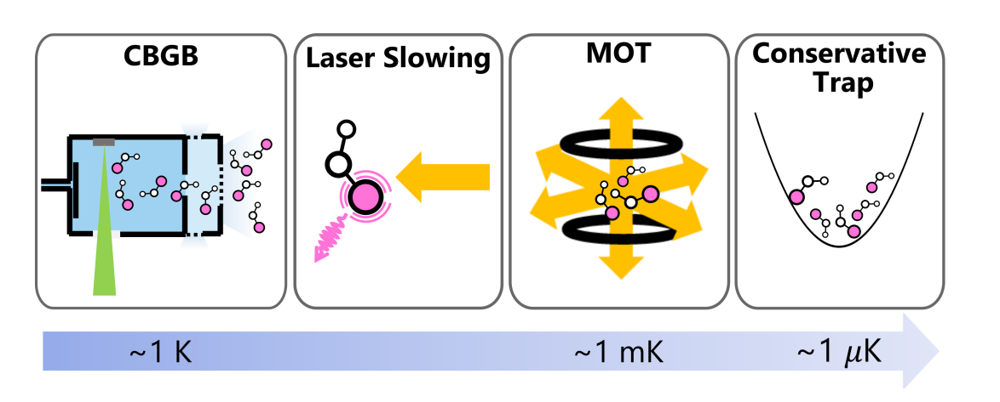 CBGB
Laser Slowing
MOT
Conservative
Trap
~1 K
~1 mK
~1 μK